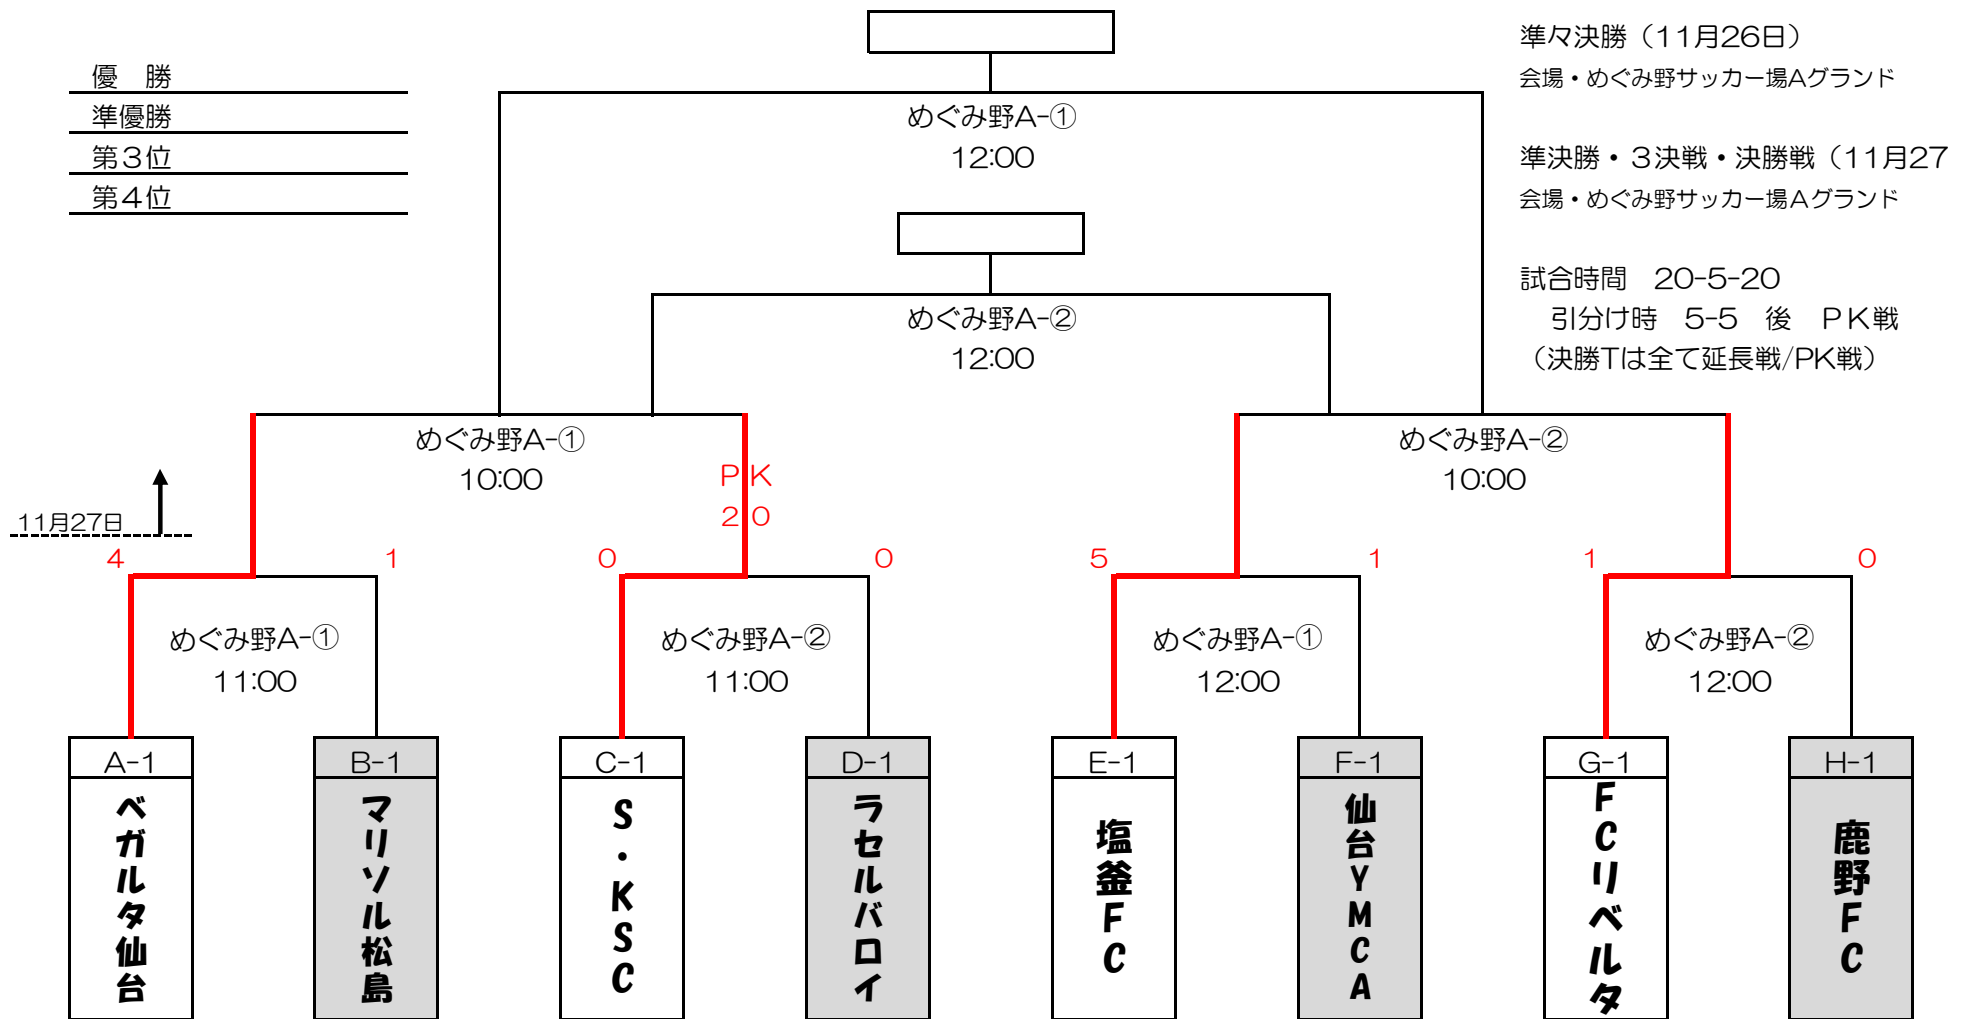 優　勝
準優勝
第３位
第４位
準々決勝（11月26日）
会場・めぐみ野サッカー場Aグランド
準決勝・３決戦・決勝戦（11月27
会場・めぐみ野サッカー場Ａグランド
試合時間　20-5-20
引分け時　5-5　後　ＰＫ戦
（決勝Tは全て延長戦/PK戦）
めぐみ野A-①
12:00
めぐみ野A-②
12:00
めぐみ野A-①
10:00
めぐみ野A-②
10:00
PK
2 0
11月27日
4 1 0 0 5 1 1 0
めぐみ野A-①
11:00
めぐみ野A-②
11:00
めぐみ野A-①
12:00
めぐみ野A-②
12:00
A-1
ベガルタ仙台
B-1
マリソル松島
C-1
S・KSC
D-1
ラセルバロイ
E-1
塩釜FC
F-1
仙台YMCA
G-1
FCリベルタ
H-1
鹿野FC